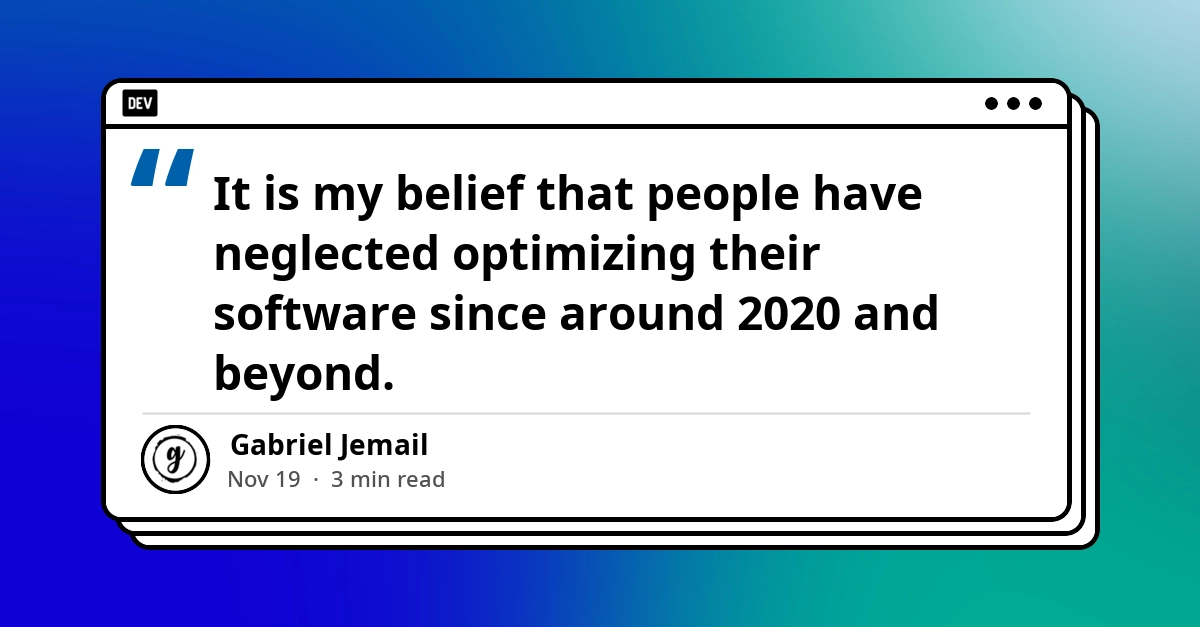 DEV
“ It is my belief that people have
neglected optimizing their
software since around 2020 and
beyond.
g
Gabriel Jemail
Nov 19 · 3 min read